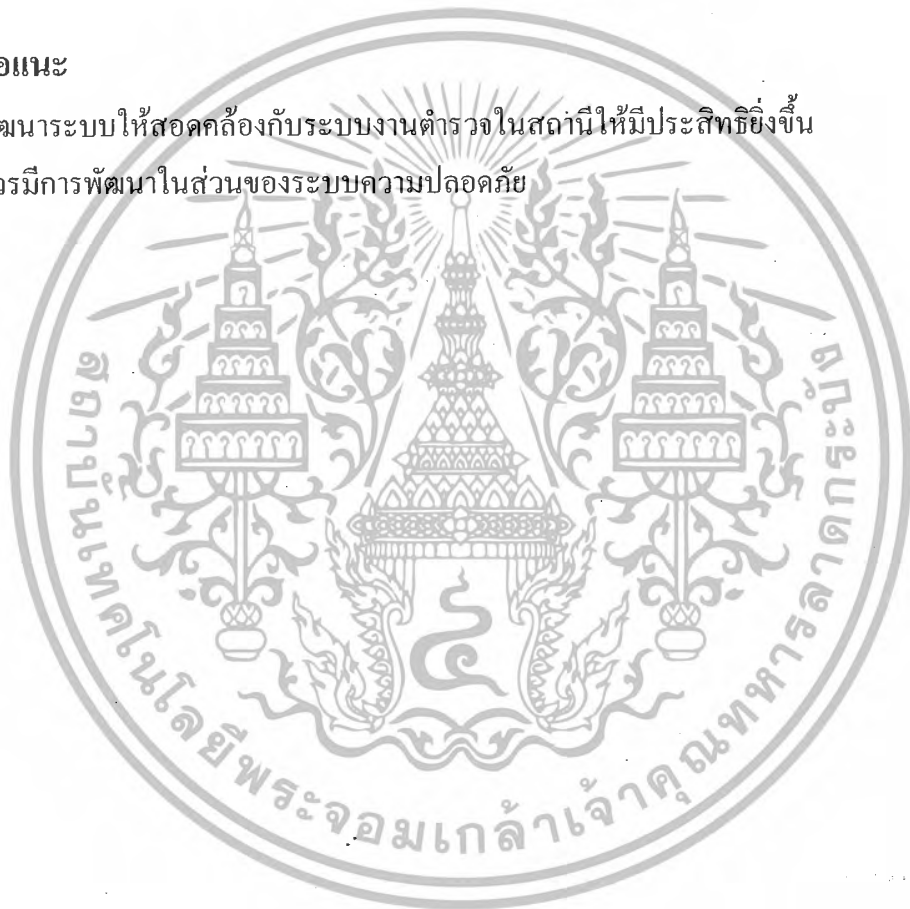 อแนะ
ฒนาระบบให้สอดคล้องกับระบบงานตำรวจในสถานีให้มีประสิทธิยิ่งขึ้น
วรมีการพัฒนาในส่วนของระบบความปลอดภัย
สถาบันเทคโนโลยีพระจอมเกล้าเจ้าคุณทหารลาดกระบัง
๔